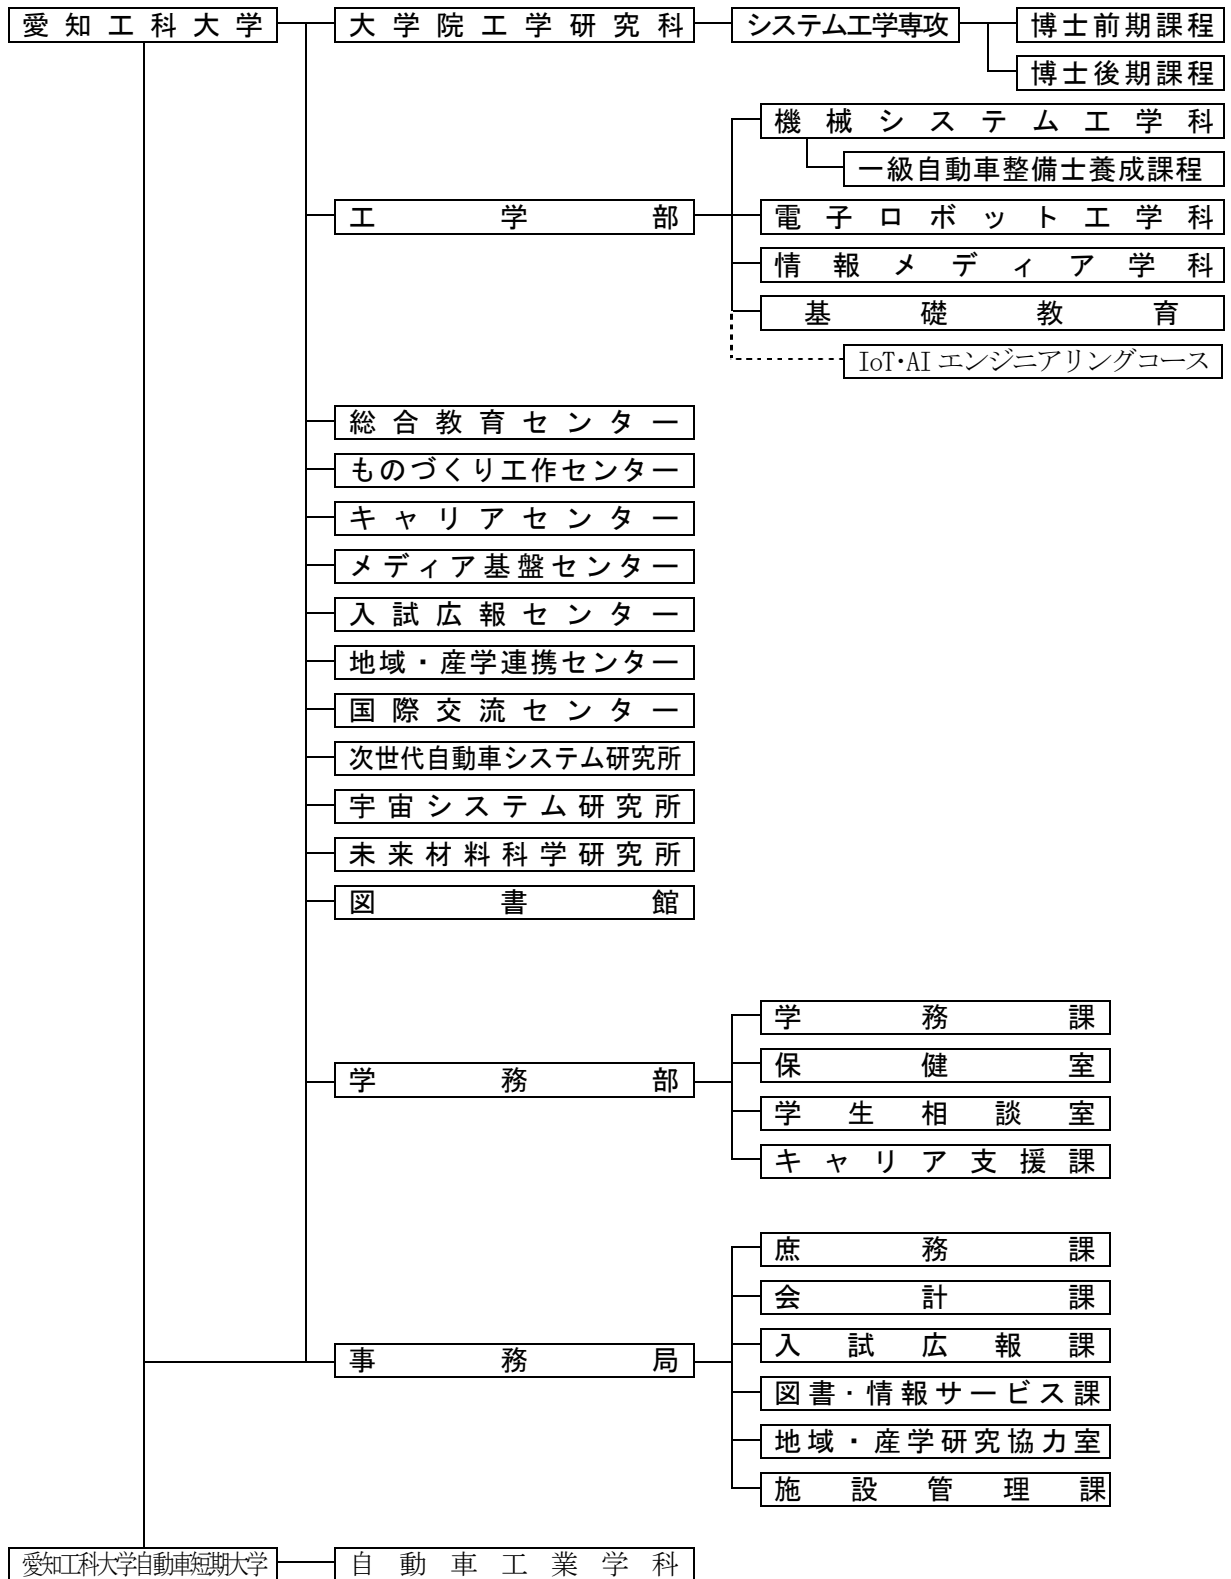 愛知工科大学 大学院工学研究科 システム工学専攻 博士前期課程
博士後期課程
機械システム工学科
一級自動車整備士養成課程
工学部 電子ロボット工学科
情報メディア学科
基礎教育
IoT・AIエンジニアリングコース
総合教育センター
ものづくり工作センター
キャリアセンター
メディア基盤センター
入試広報センター
地域・産学連携センター
国際交流センター
次世代自動車システム研究所
宇宙システム研究所
未来材料科学研究所
図書館
学務課
保健室
学務部
学生相談室
キャリア支援課
庶務課
会計課
入試広報課
事務局
図書・情報サービス課
地域・産学研究協力室
施設管理課
愛知工科大学自動車短期大学 自動車工業学科